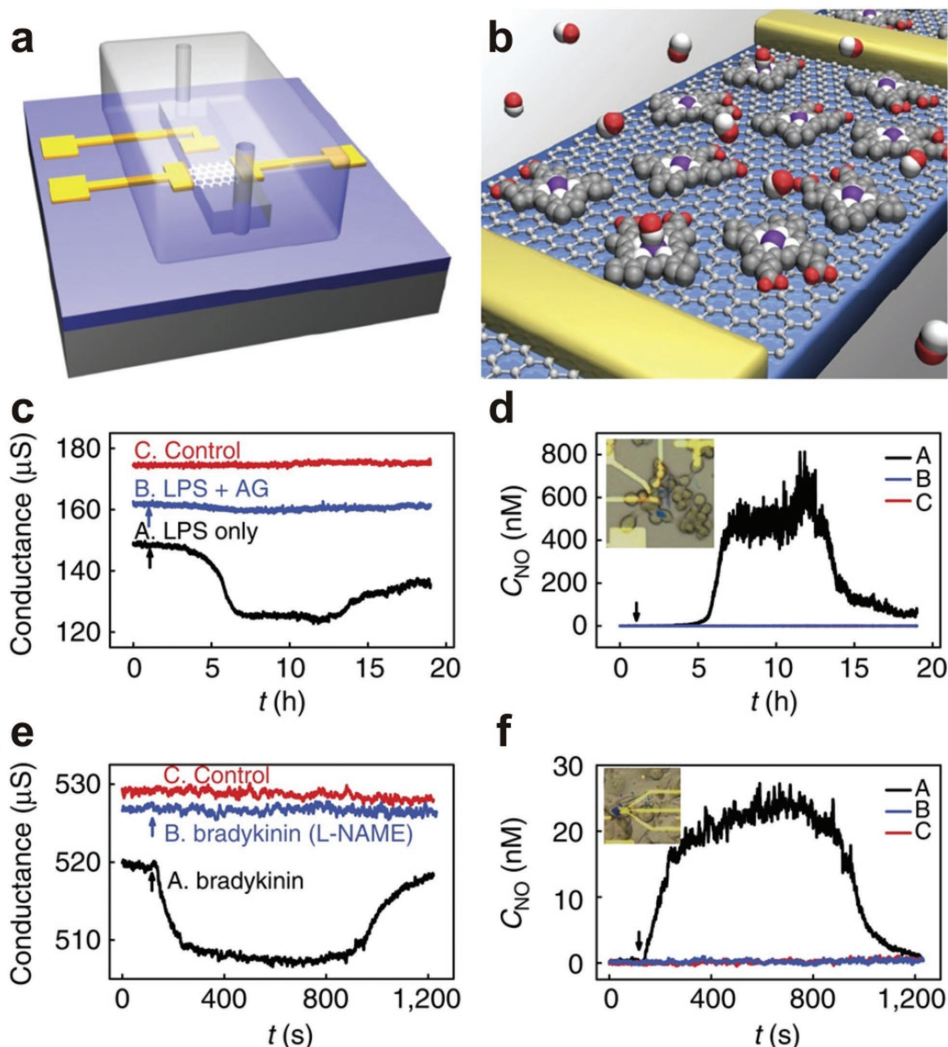 a
b
c
Conductance (μS)
180
160
140
120
C. Control
B. LPS + AG
A. LPS only
0 5 10 15 20
t (h)
d
C_NO (nM)
800
600
400
200
0
A
B
C
0 5 10 15 20
t (h)
e
Conductance (μS)
530
520
510
C. Control
B. bradykinin (L-NAME)
A. bradykinin
0 400 800 1,200
t (s)
f
C_NO (nM)
30
20
10
0
A
B
C
0 400 800 1,200
t (s)